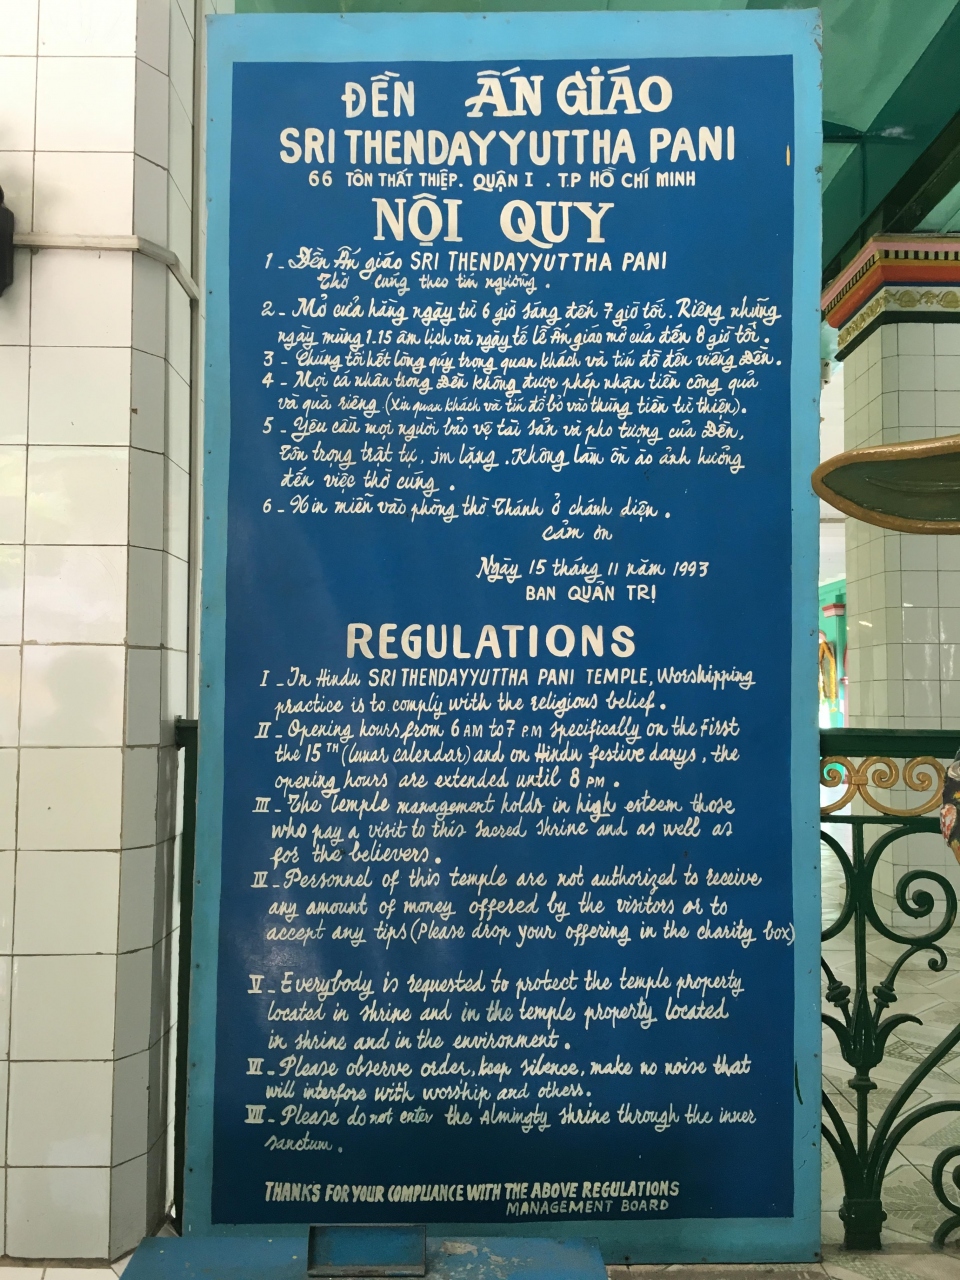 ĐỀN ẤN GIÁO
SRI THENDAYYUTTHA PANI
66 TÔN THẤT THIỆP. QUẬN I . T.P HỒ CHÍ MINH
NỘI QUY
1 - Đền Ấn giáo SRI THENDAYYUTTHA PANI
Thờ cúng theo tín ngưỡng .
2 - Mở cửa hàng ngày từ 6 giờ sáng đến 7 giờ tối. Riêng những
ngày mùng 1.15 âm lịch và ngày tế lễ Ấn giáo mở cửa đến 8 giờ tối .
3 - Chúng tôi hết lòng qúy trọng quan khách và tín đồ đến viếng Đền .
4 - Mọi cá nhân trong Đền không được phép nhận tiền công quả
và quà riêng (Xin quan khách và tín đồ bỏ vào thùng tiền từ thiện).
5 - Yêu cầu mọi người bảo vệ tài sản và pho tượng của Đền,
Tôn trọng trật tự, im lặng . Không làm ồn ào ảnh hưởng
đến việc thờ cúng .
6 - Xin miễn vào phòng thờ Thánh ở chánh diện .
Cảm ơn
Ngày 15 tháng 11 năm 1993
BAN QUẢN TRỊ
REGULATIONS
I - In Hindu SRI THENDAYYUTTHA PANI TEMPLE, Worshipping
practice is to comply with the religious belief .
II - Opening hours from 6 AM to 7 PM specifically on the First
the 15TH (lunar calendar) and on Hindu festive danys , the
opening hours are extended until 8 PM .
III - The Temple management holds in high esteem those
who pay a visit to this sacred shrine and as well as
for the believers .
IV - Personnel of this temple are not authorized to receive
any amount of money offered by the visitors or to
accept any tips (Please drop your offering in the charity box)
V - Everybody is requested to protect the temple property
located in shrine and in the temple property located
in shrine and in the environment .
VI - Please observe order, keep silence, make no noise that
will interfore with worship and others.
VII - Please do not enter the Almingty shrine through the inner
sanctum .
THANKS FOR YOUR COMPLIANCE WITH THE ABOVE REGULATIONS
MANAGEMENT BOARD